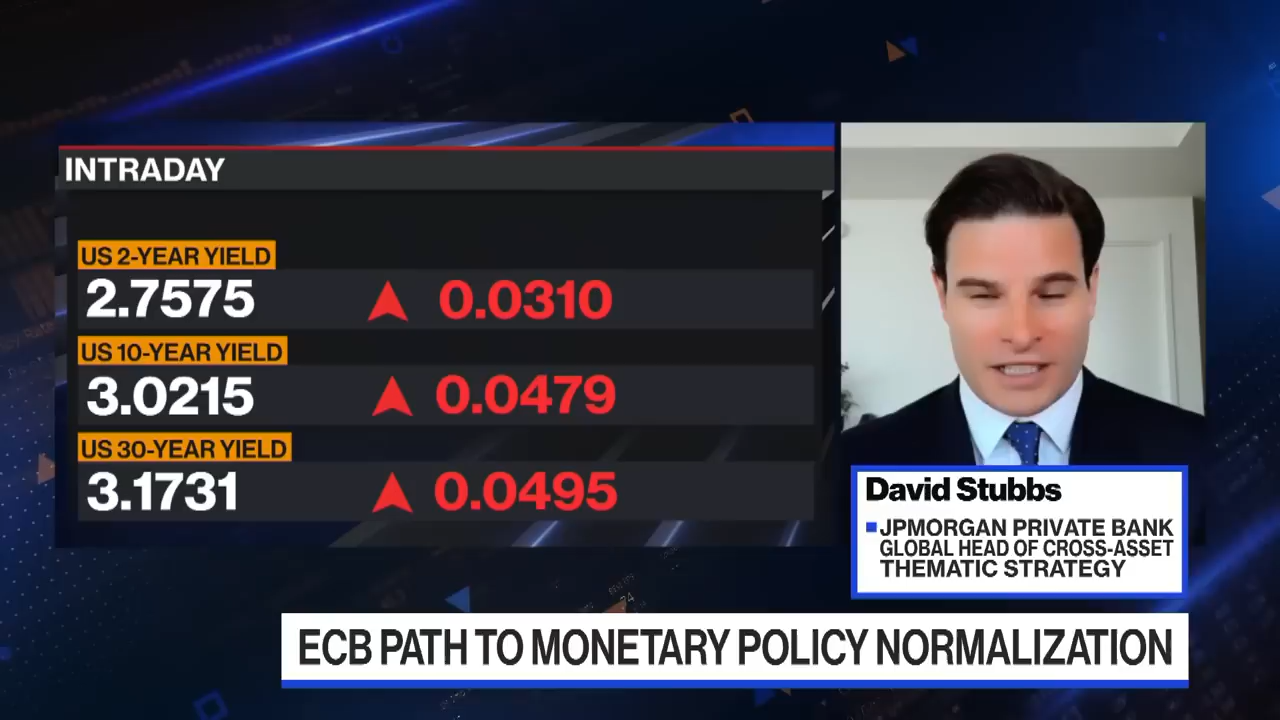 INTRADAY
US 2-YEAR YIELD
2.7575 ▲ 0.0310
US 10-YEAR YIELD
3.0215 ▲ 0.0479
US 30-YEAR YIELD
3.1731 ▲ 0.0495
David Stubbs
JPMORGAN PRIVATE BANK
GLOBAL HEAD OF CROSS-ASSET
THEMATIC STRATEGY
ECB PATH TO MONETARY POLICY NORMALIZATION